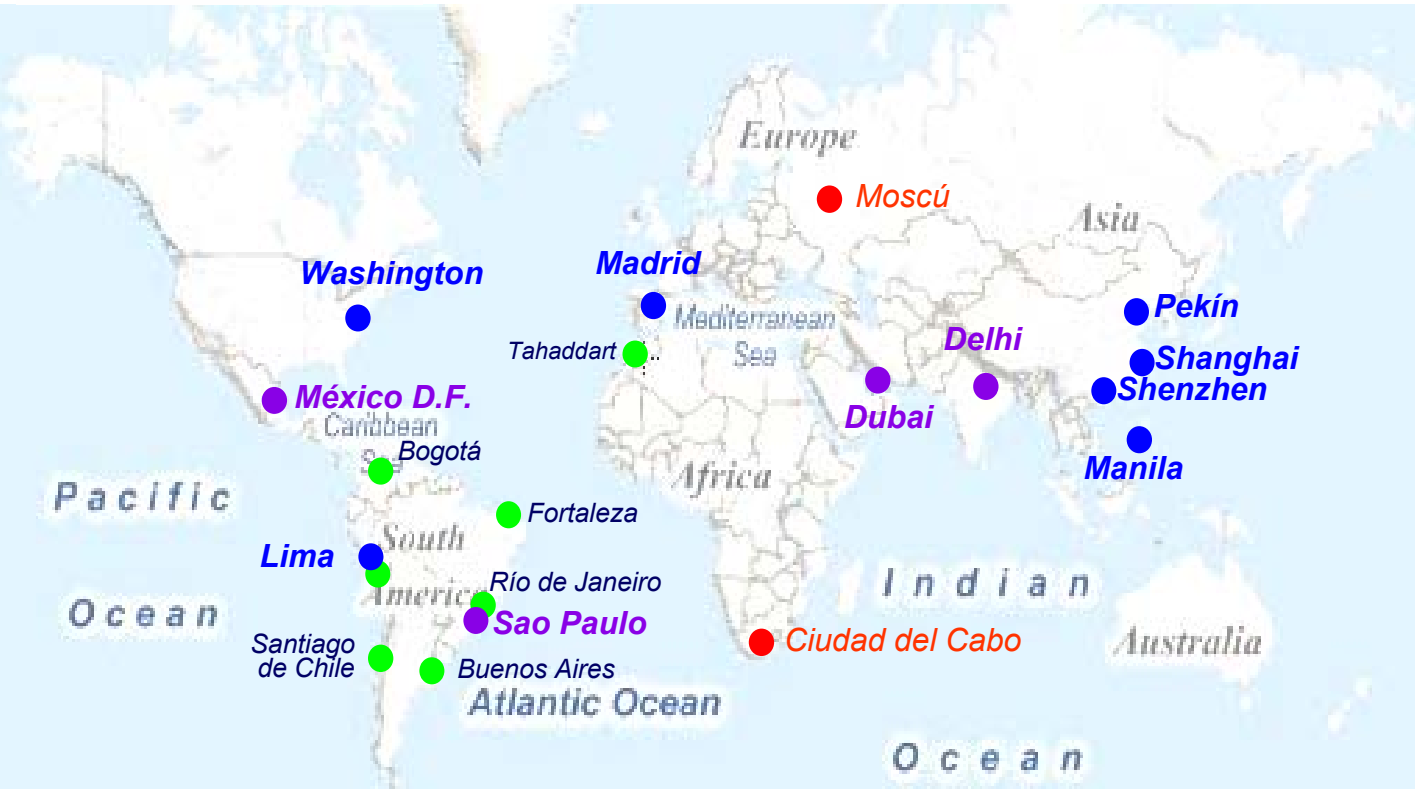 Europe
Moscú
Asia
Washington
Madrid
Pekín
Mediterranean
Sea
Delhi
Tahaddart
Shanghai
Shenzhen
México D.F.
Dubai
Caribbean
Sea
Bogotá
Manila
Africa
Pacific
Fortaleza
South
Lima
America
Río de Janeiro
Indian
Ocean
Sao Paulo
Santiago
de Chile
Ciudad del Cabo
Australia
Buenos Aires
Atlantic Ocean
Ocean